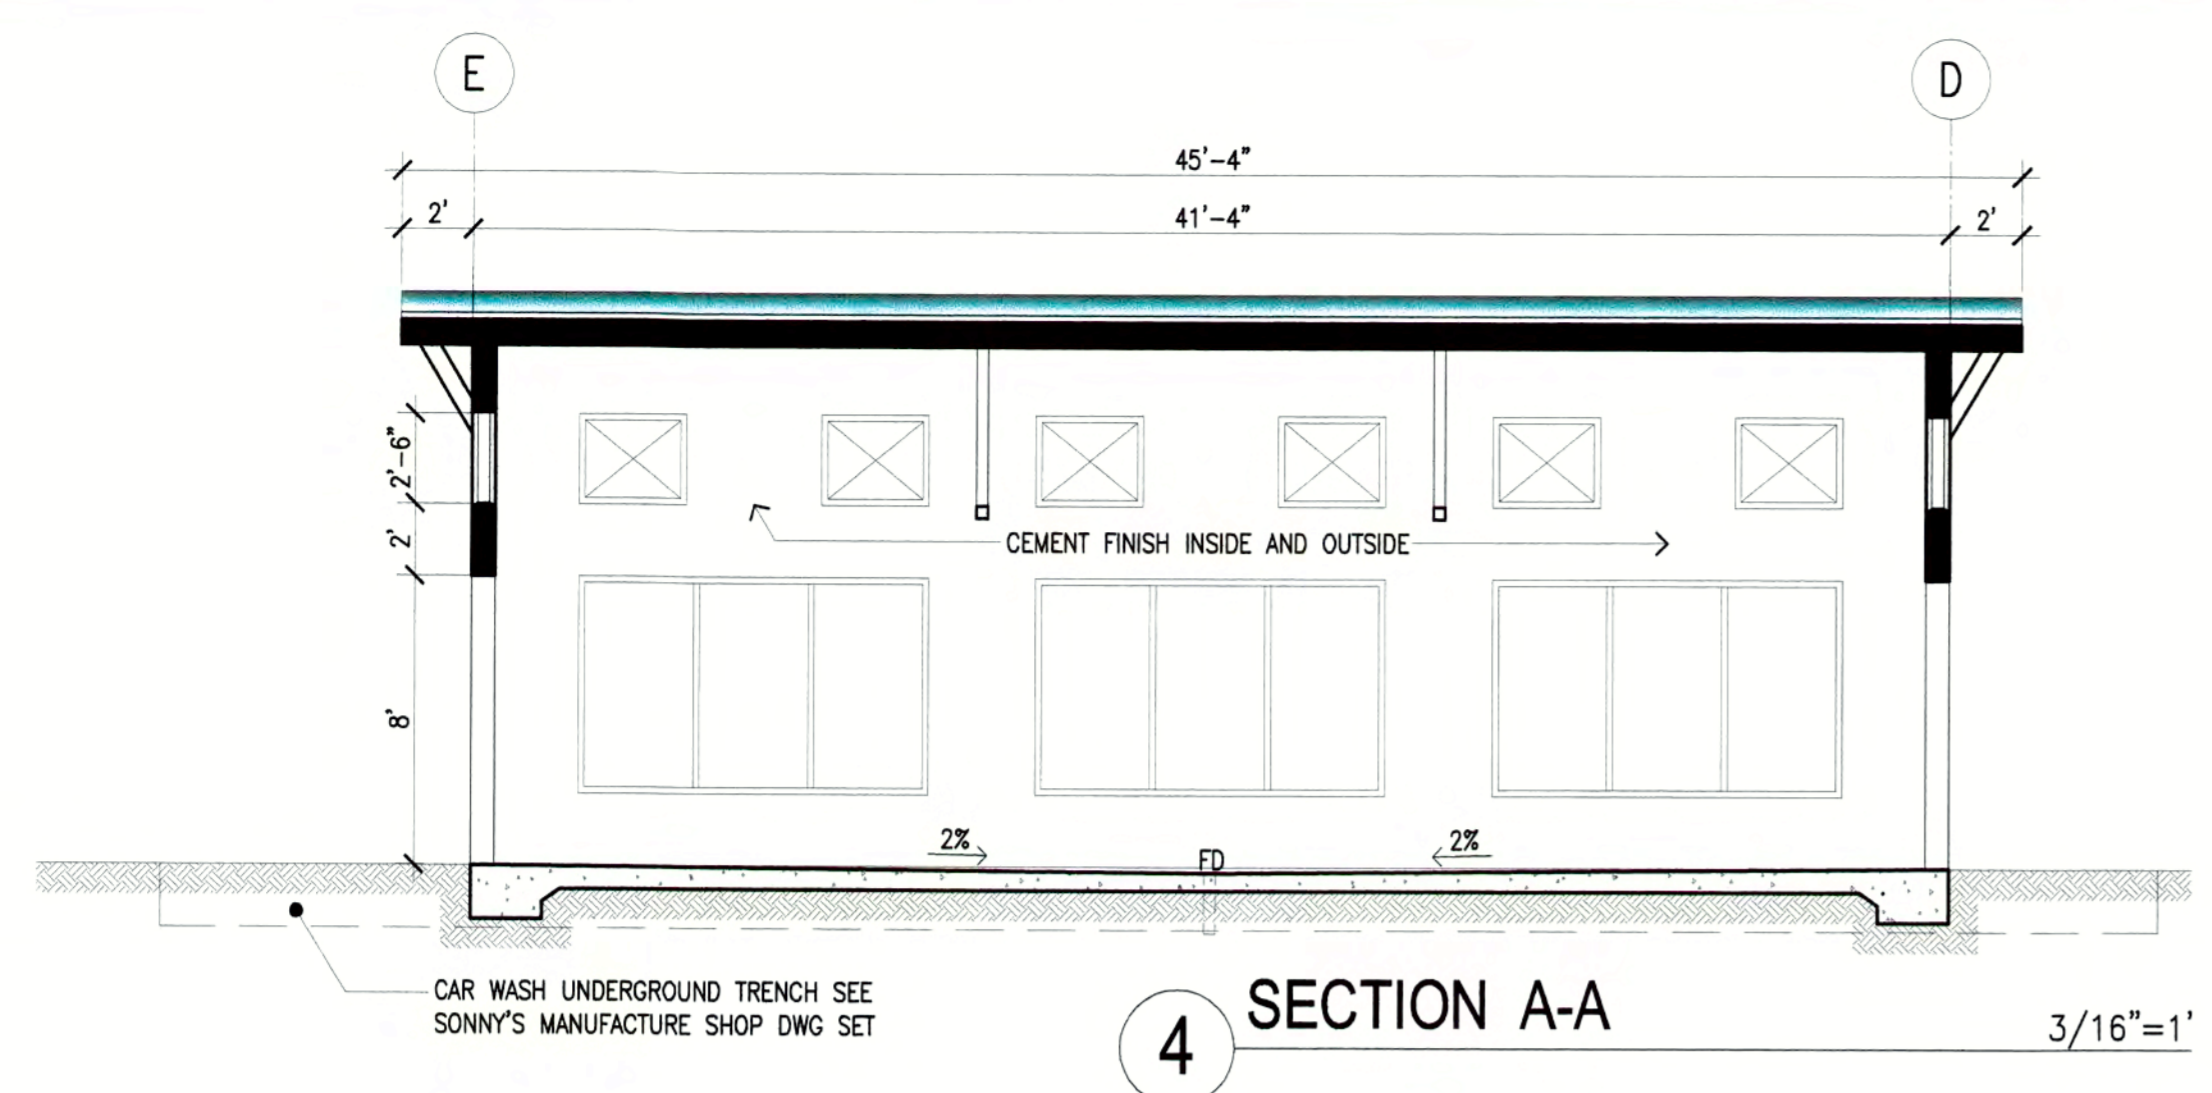 E
D
45'-4"
2'
41'-4"
2'
2'-6"
2'
8'
CEMENT FINISH INSIDE AND OUTSIDE
2%
FD
2%
CAR WASH UNDERGROUND TRENCH SEE
SONNY'S MANUFACTURE SHOP DWG SET
4
SECTION A-A
3/16"=1'